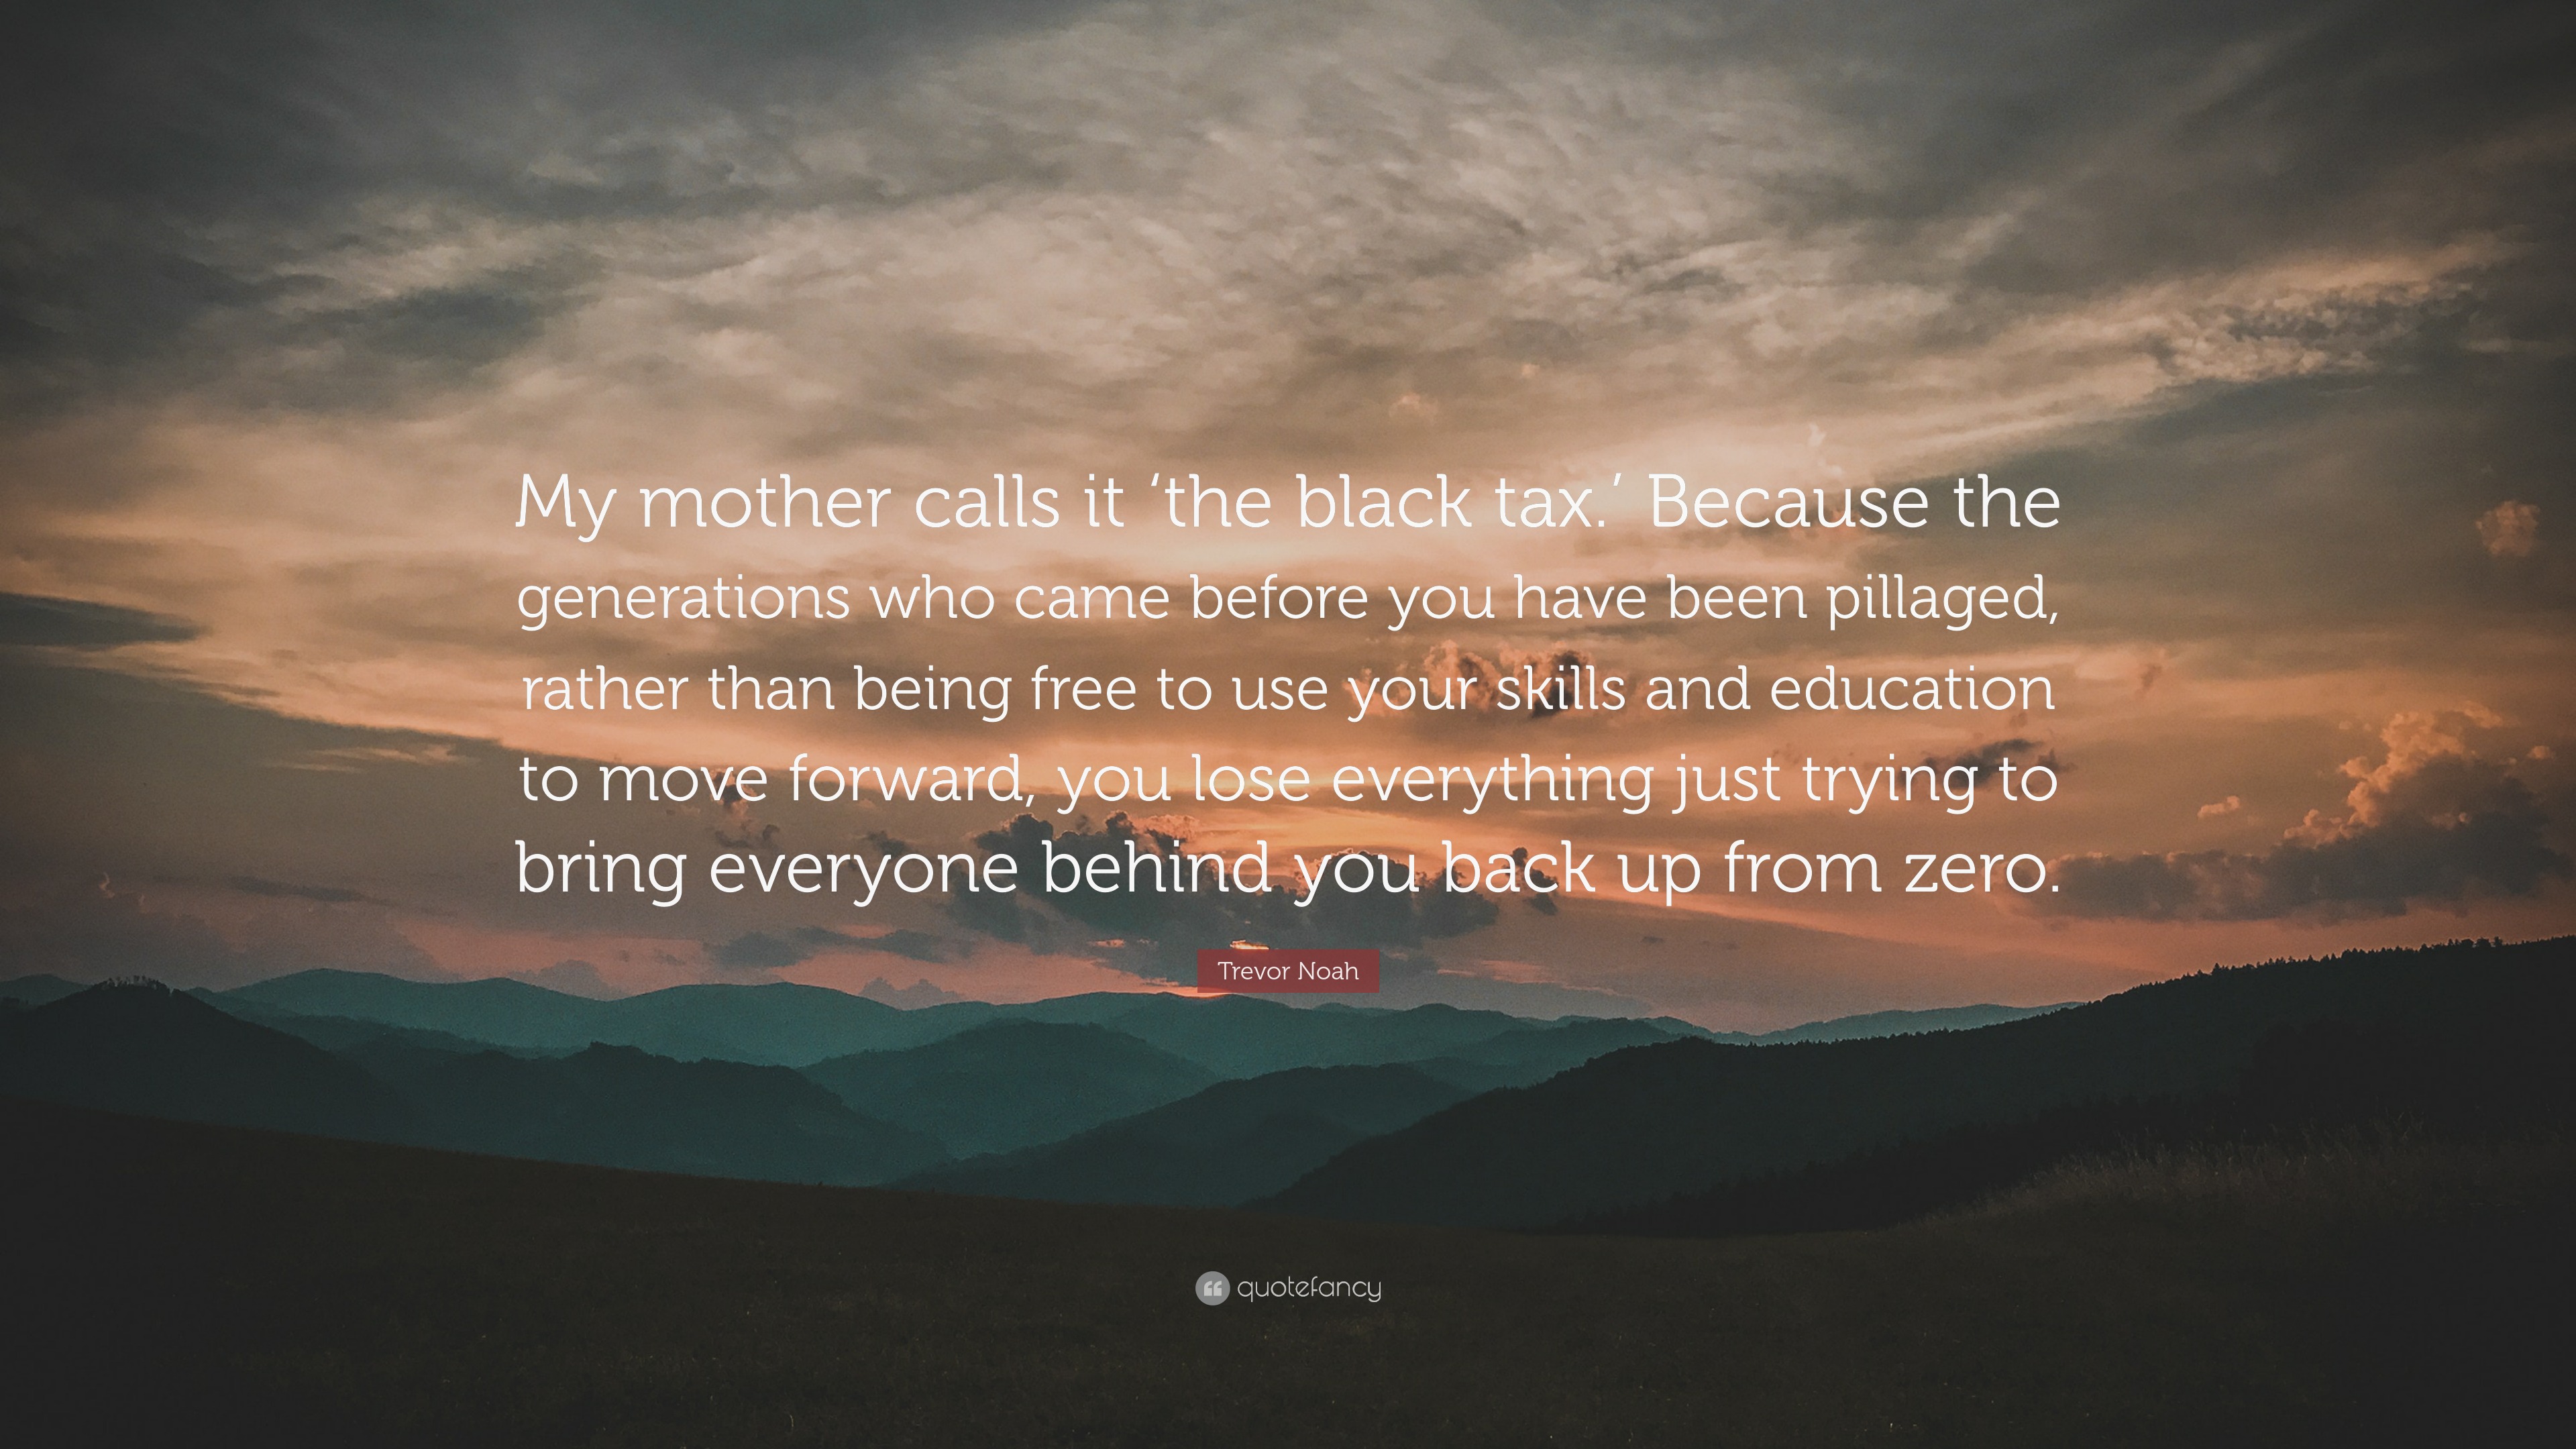 My mother calls it ‘the black tax.’ Because the
generations who came before you have been pillaged,
rather than being free to use your skills and education
to move forward, you lose everything just trying to
bring everyone behind you back up from zero.
Trevor Noah
quotefancy